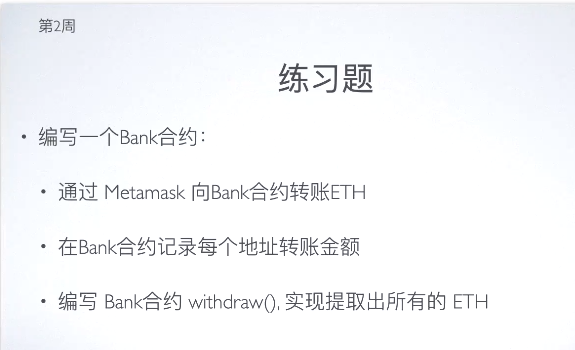 第2周
练习题
• 编写一个Bank合约：
• 通过 Metamask 向Bank合约转账ETH
• 在Bank合约记录每个地址转账金额
• 编写 Bank合约 withdraw(), 实现提取出所有的 ETH